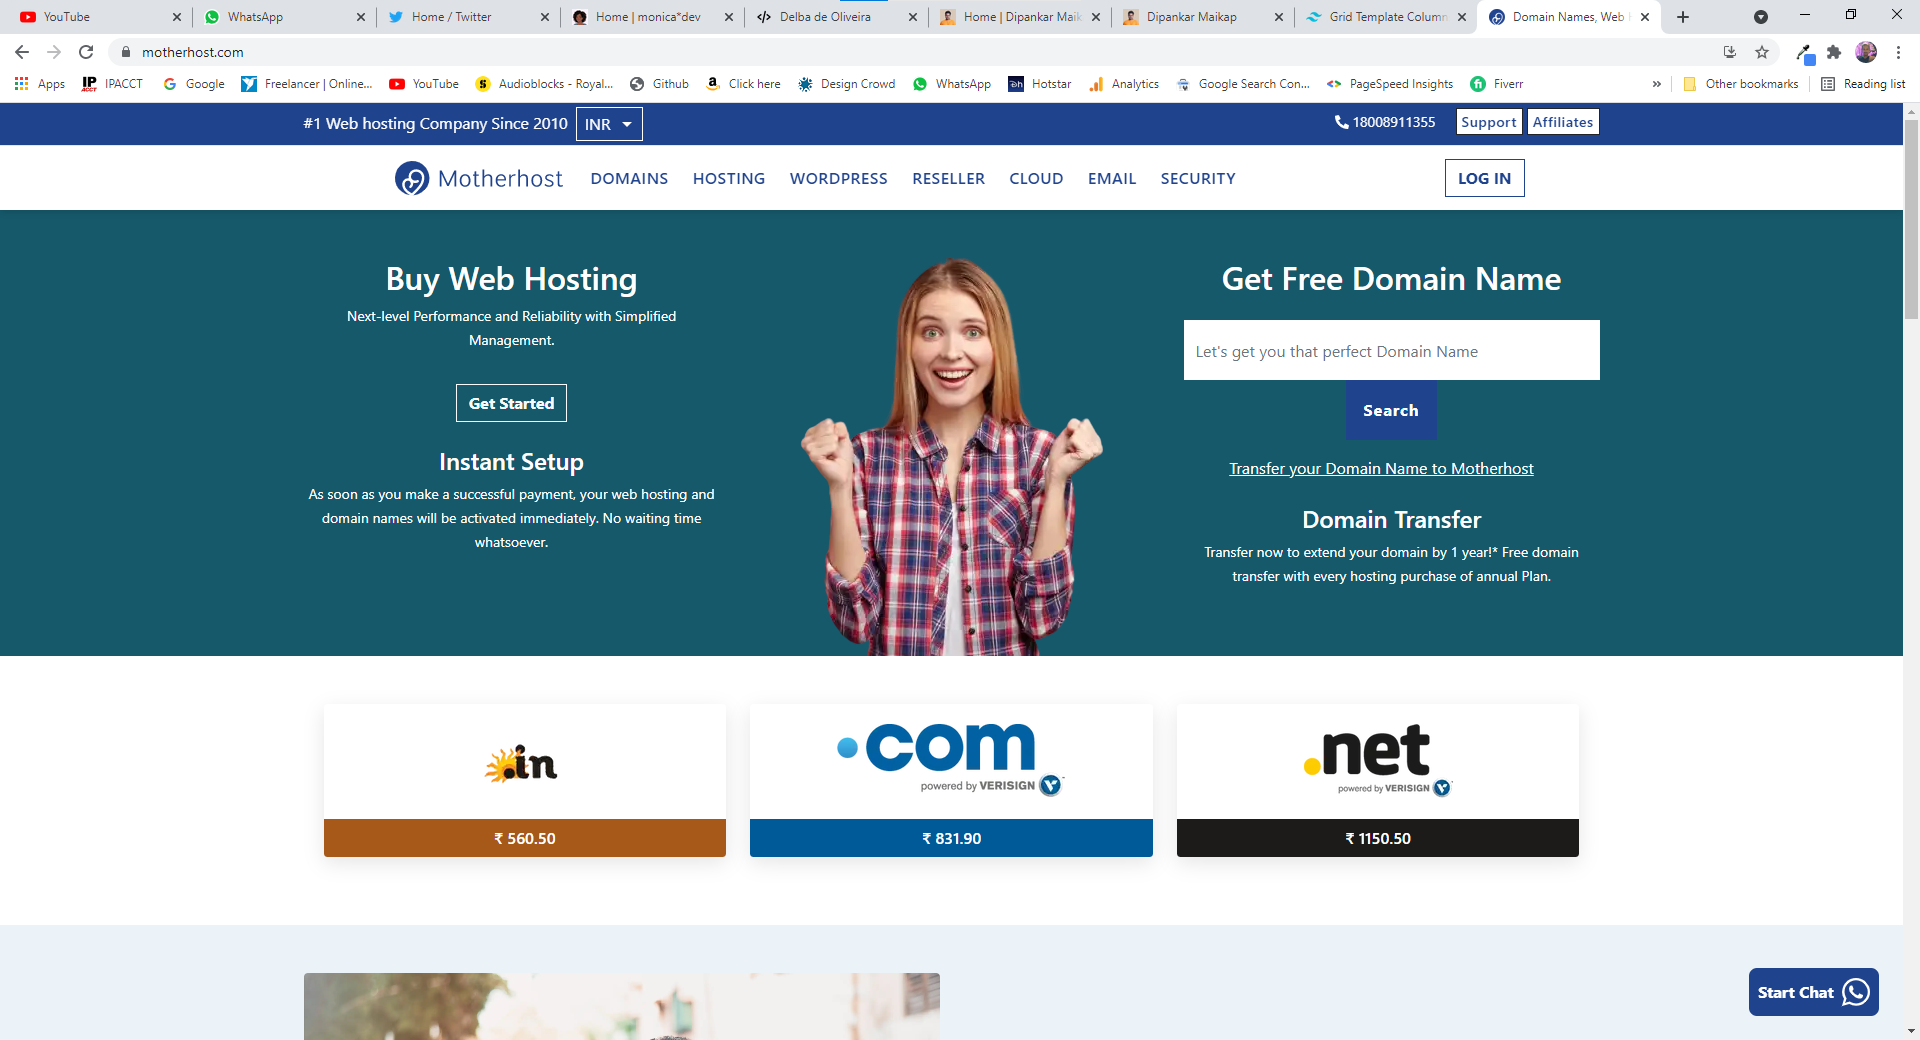 YouTube
WhatsApp
Home / Twitter
Home | monica*dev
Delba de Oliveira
Home | Dipankar Maik
Dipankar Maikap
Grid Template Column
Domain Names, Web
motherhost.com
Apps
IPACCT
Google
Freelancer | Online...
YouTube
Audioblocks - Royal...
Github
Click here
Design Crowd
WhatsApp
Hotstar
Analytics
Google Search Con...
PageSpeed Insights
Fiverr
»
Other bookmarks
Reading list
#1 Web hosting Company Since 2010
INR
18008911355
Support
Affiliates
Motherhost
DOMAINS
HOSTING
WORDPRESS
RESELLER
CLOUD
EMAIL
SECURITY
LOG IN
Buy Web Hosting
Next-level Performance and Reliability with Simplified
Management.
Get Started
Instant Setup
As soon as you make a successful payment, your web hosting and
domain names will be activated immediately. No waiting time
whatsoever.
Get Free Domain Name
Let's get you that perfect Domain Name
Search
Transfer your Domain Name to Motherhost
Domain Transfer
Transfer now to extend your domain by 1 year!* Free domain
transfer with every hosting purchase of annual Plan.
.in
₹ 560.50
.com
powered by VERISIGN
₹ 831.90
.net
powered by VERISIGN
₹ 1150.50
Start Chat